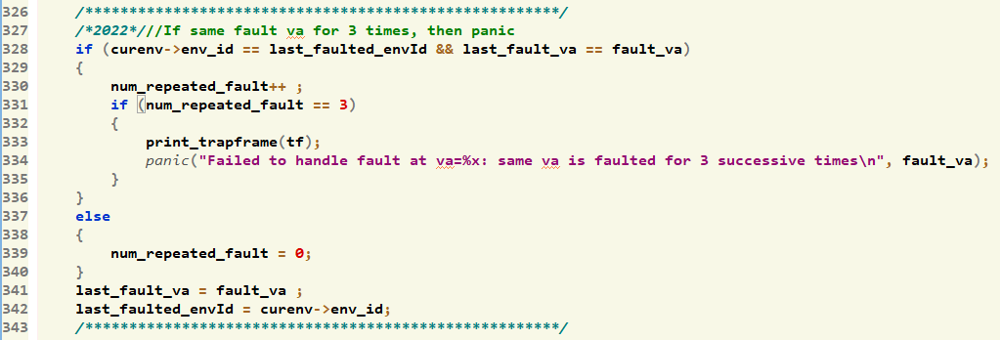 326 /******************************************************/
327 /*2022*///If same fault va for 3 times, then panic
328 if (curenv->env_id == last_faulted_envId && last_fault_va == fault_va)
329 {
330 num_repeated_fault++ ;
331 if (num_repeated_fault == 3)
332 {
333 print_trapframe(tf);
334 panic("Failed to handle fault at va=%x: same va is faulted for 3 successive times\n", fault_va);
335 }
336 }
337 else
338 {
339 num_repeated_fault = 0;
340 }
341 last_fault_va = fault_va ;
342 last_faulted_envId = curenv->env_id;
343 /******************************************************/